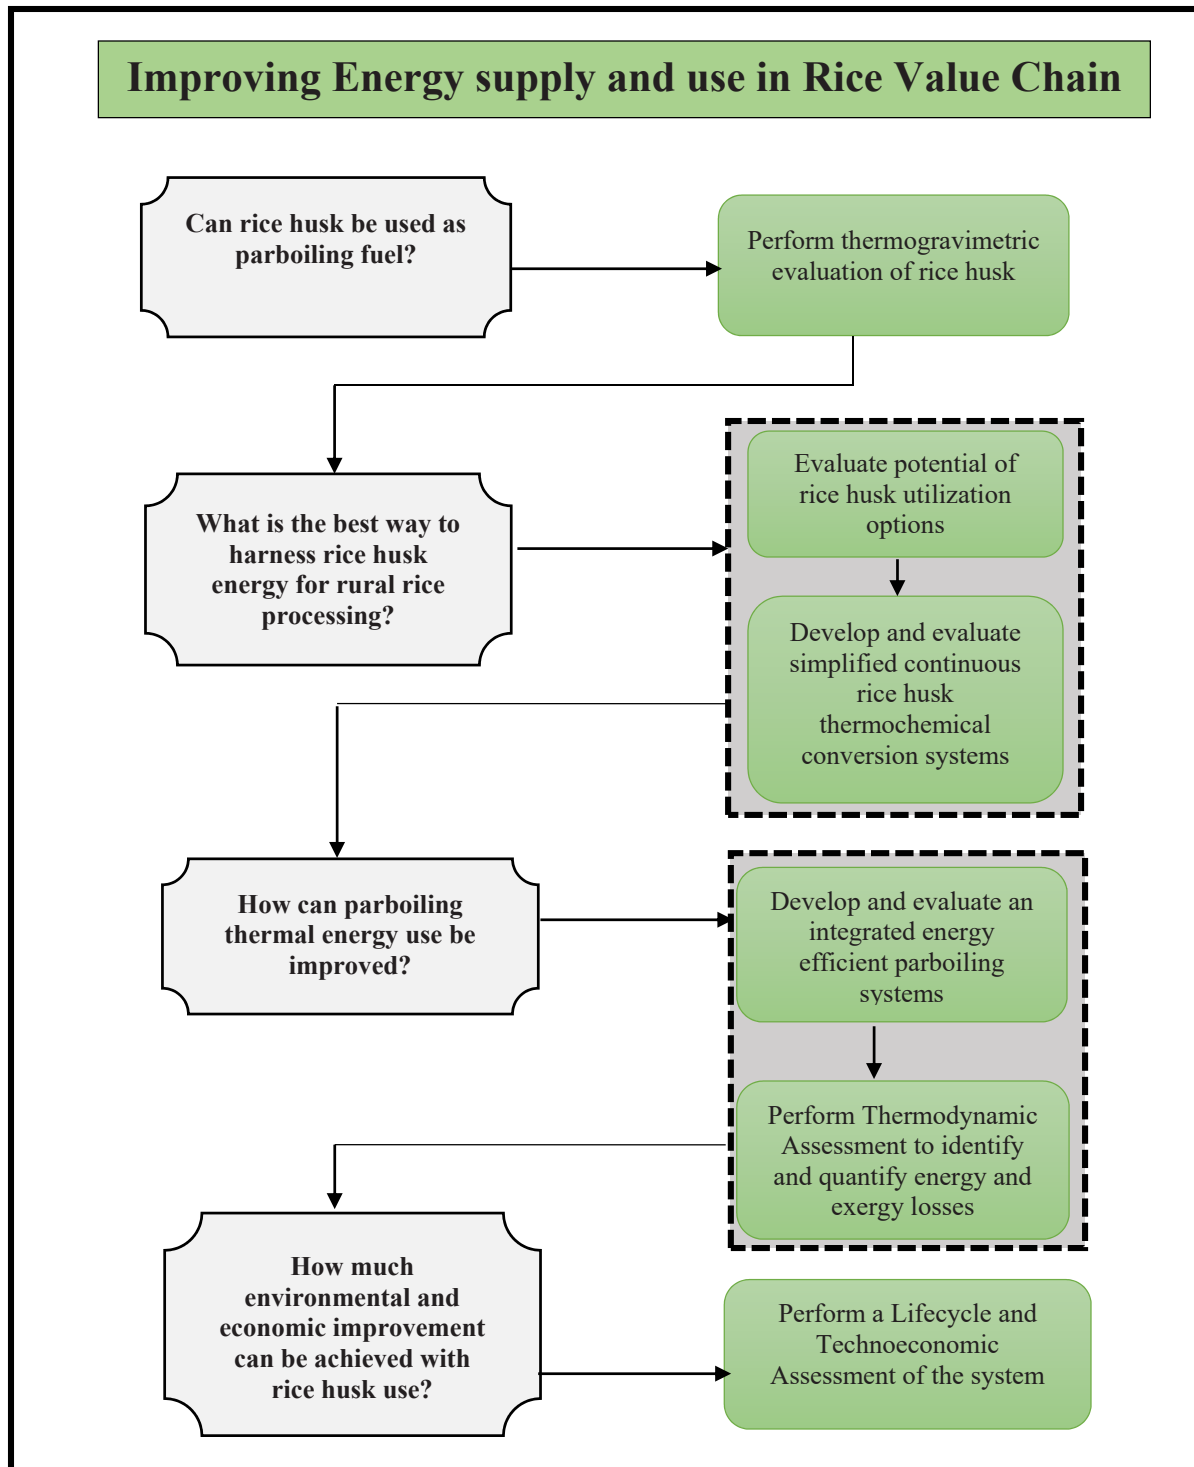 Improving Energy supply and use in Rice Value Chain
Can rice husk be used as
parboiling fuel?
Perform thermogravimetric
evaluation of rice husk
What is the best way to
harness rice husk
energy for rural rice
processing?
Evaluate potential of
rice husk utilization
options
Develop and evaluate
simplified continuous
rice husk
thermochemical
conversion systems
How can parboiling
thermal energy use be
improved?
Develop and evaluate an
integrated energy
efficient parboiling
systems
Perform Thermodynamic
Assessment to identify
and quantify energy and
exergy losses
How much
environmental and
economic improvement
can be achieved with
rice husk use?
Perform a Lifecycle and
Technoeconomic
Assessment of the system